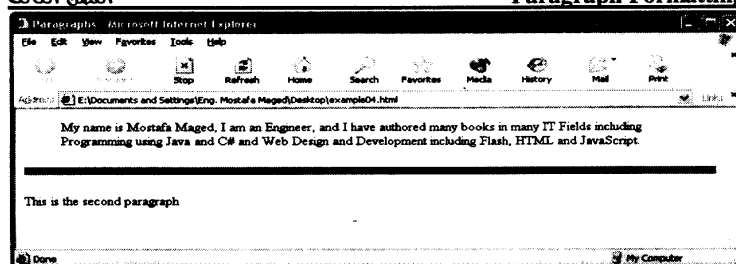 Paragraph Formatting
Paragraphs - Microsoft Internet Explorer
File Edit View Favorites Tools Help
Stop Refresh Home Search Favorites Media History Mail Print
Address E:\Documents and Settings\Eng. Mostafa Maged\Desktop\example04.html Links
My name is Mostafa Maged, I am an Engineer, and I have authored many books in many IT Fields including
Programming using Java and C# and Web Design and Development including Flash, HTML and JavaScript.
This is the second paragraph
Done My Computer